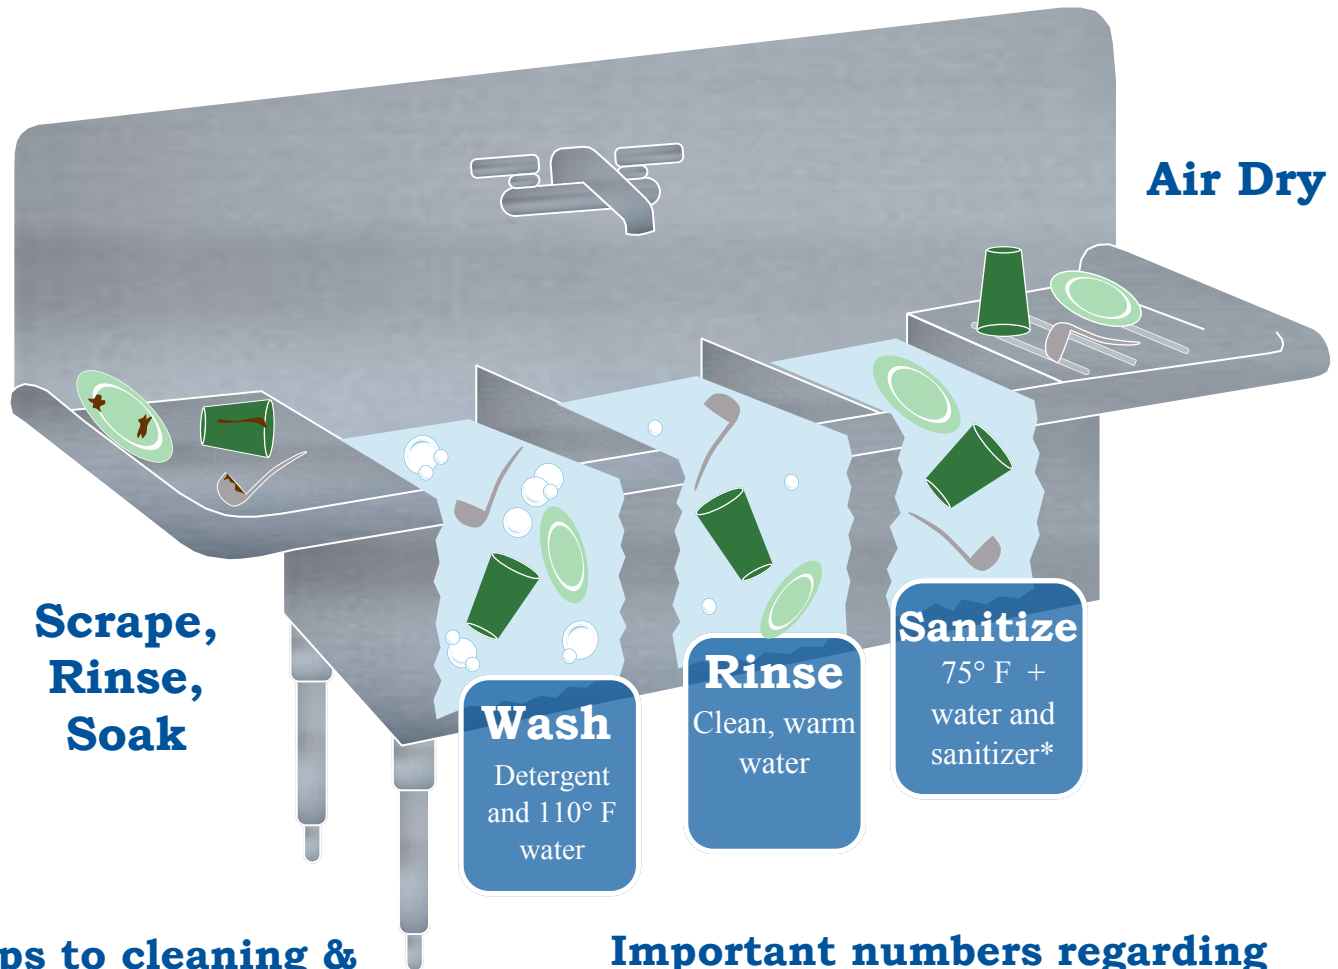 Air Dry
Scrape,
Rinse,
Soak
Wash
Detergent
and 110° F
water
Rinse
Clean, warm
water
Sanitize
75° F +
water and
sanitizer*
to cleaning &
Important numbers regarding